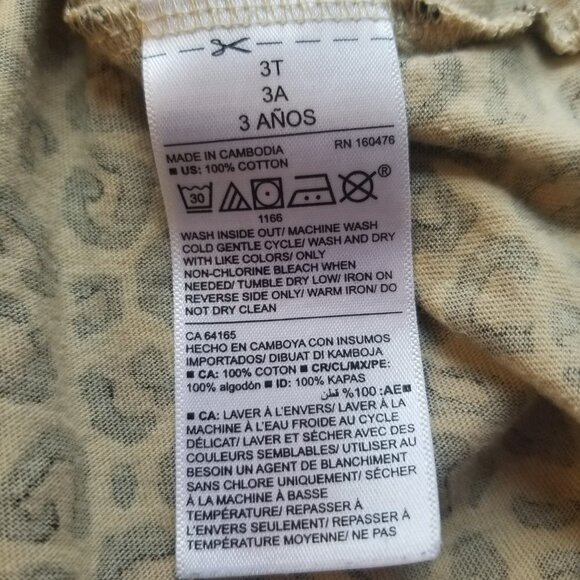 3T
3A
3 AÑOS
RN 160476
MADE IN CAMBODIA
■ US: 100% COTTON
30
®
1166
WASH INSIDE OUT/ MACHINE WASH
COLD GENTLE CYCLE/ WASH AND DRY
WITH LIKE COLORS/ ONLY
NON-CHLORINE BLEACH WHEN
NEEDED/ TUMBLE DRY LOW/ IRON ON
REVERSE SIDE ONLY/ WARM IRON/ DO
NOT DRY CLEAN
CA 64165
HECHO EN CAMBOYA CON INSUMOS
IMPORTADOS/ DIBUAT DI KAMBOJA
■ CA: 100% COTON ■ CR/CL/MX/PE:
100% algodón ■ ID: 100% KAPAS
■AE: 100% قطن
■ CA: LAVER À L'ENVERS/ LAVER À LA
MACHINE À L'EAU FROIDE AU CYCLE
DÉLICAT/ LAVER ET SÉCHER AVEC DES
COULEURS SEMBLABLES/ UTILISER AU
BESOIN UN AGENT DE BLANCHIMENT
SANS CHLORE UNIQUEMENT/ SÉCHER
À LA MACHINE À BASSE
TEMPÉRATURE/ REPASSER À
L'ENVERS SEULEMENT/ REPASSER À
TEMPÉRATURE MOYENNE/ NE PAS